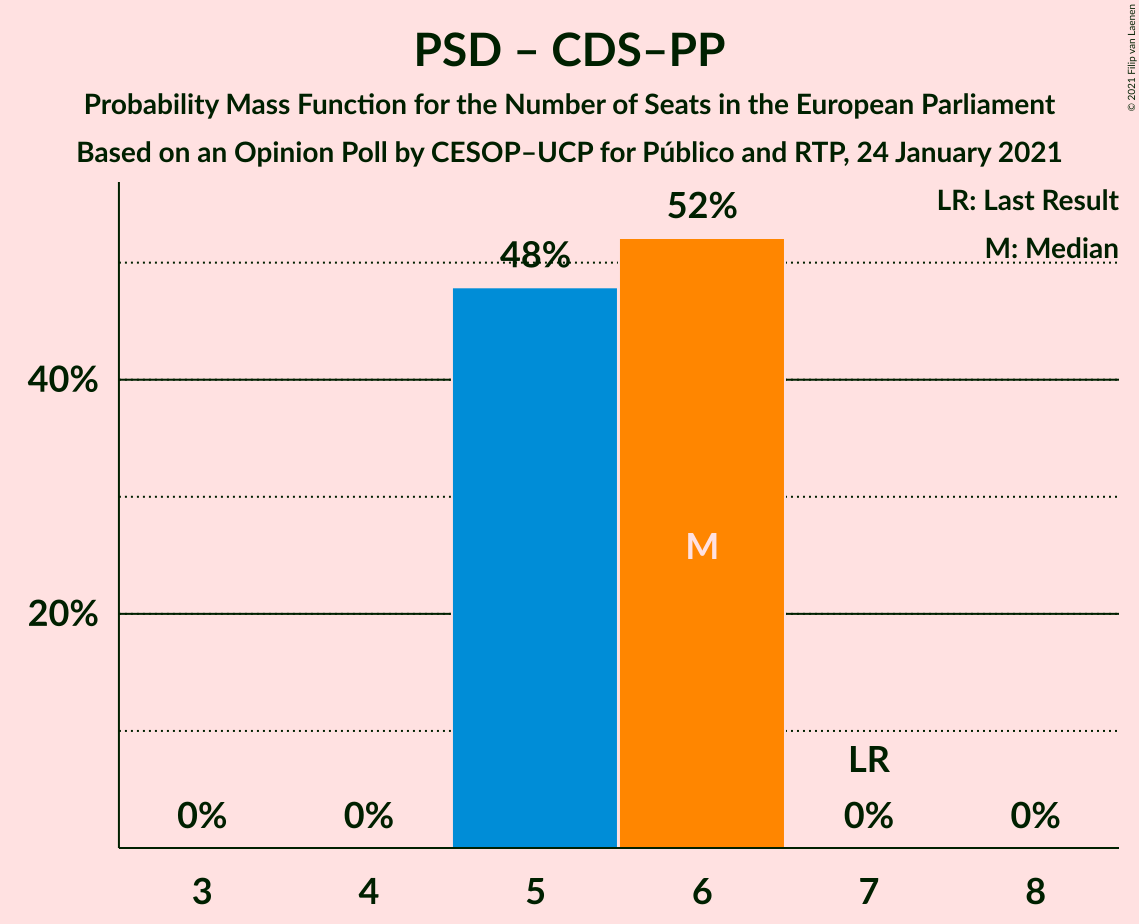 PSD – CDS–PP
Probability Mass Function for the Number of Seats in the European Parliament
Based on an Opinion Poll by CESOP–UCP for Público and RTP, 24 January 2021
© 2021 Filip van Laenen
LR: Last Result
M: Median
52%
48%
40%
20%
M
LR
0%
0%
0%
0%
3
4
5
6
7
8